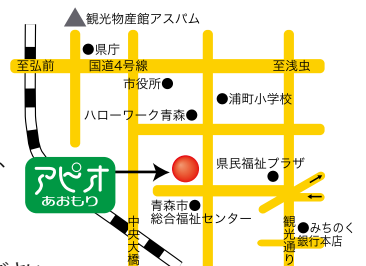 観光物産館アスパム
県庁
至弘前
国道4号線
至浅虫
市役所
浦町小学校
ハローワーク青森
県民福祉プラザ
アピオ
あおもり
青森市
総合福祉センター
中央大橋
観光通り
みちのく
銀行本店